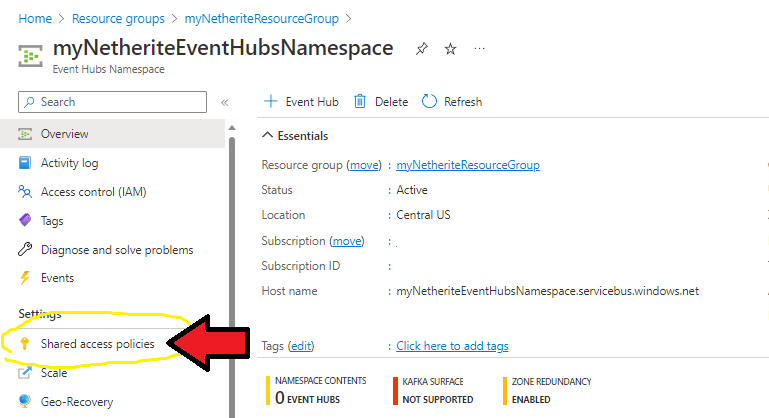 Home > Resource groups > myNetheriteResourceGroup >
myNetheriteEventHubsNamespace
Event Hubs Namespace
Search
«
Event Hub
Delete
Refresh
Overview
Activity log
Access control (IAM)
Tags
Diagnose and solve problems
Events
Settings
Shared access policies
Scale
Geo-Recovery
Essentials
Resource group (move) : myNetheriteResourceGroup
Status : Active
Location : Central US
Subscription (move) :
Subscription ID :
Host name : myNetheriteEventHubsNamespace.servicebus.windows.net
Tags (edit) : Click here to add tags
NAMESPACE CONTENTS
0 EVENT HUBS
KAFKA SURFACE
NOT SUPPORTED
ZONE REDUNDANCY
ENABLED